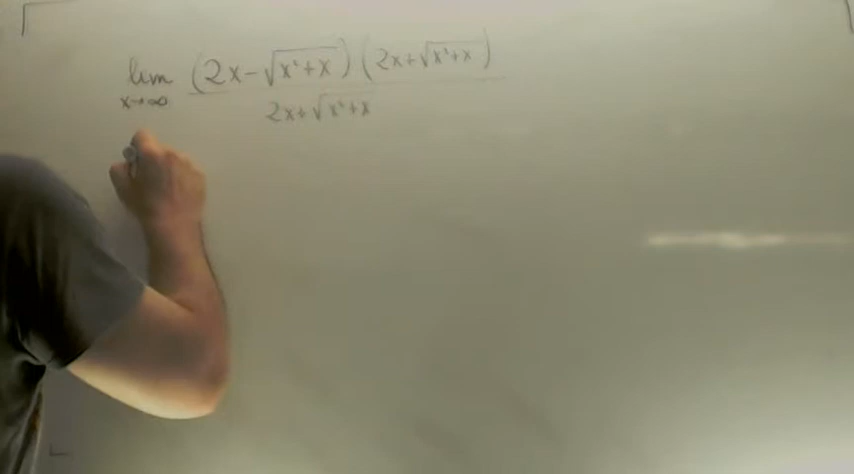 lim (2x-√(x²+x))(2x+√(x²+x))
x→∞ 2x+√(x²+x)